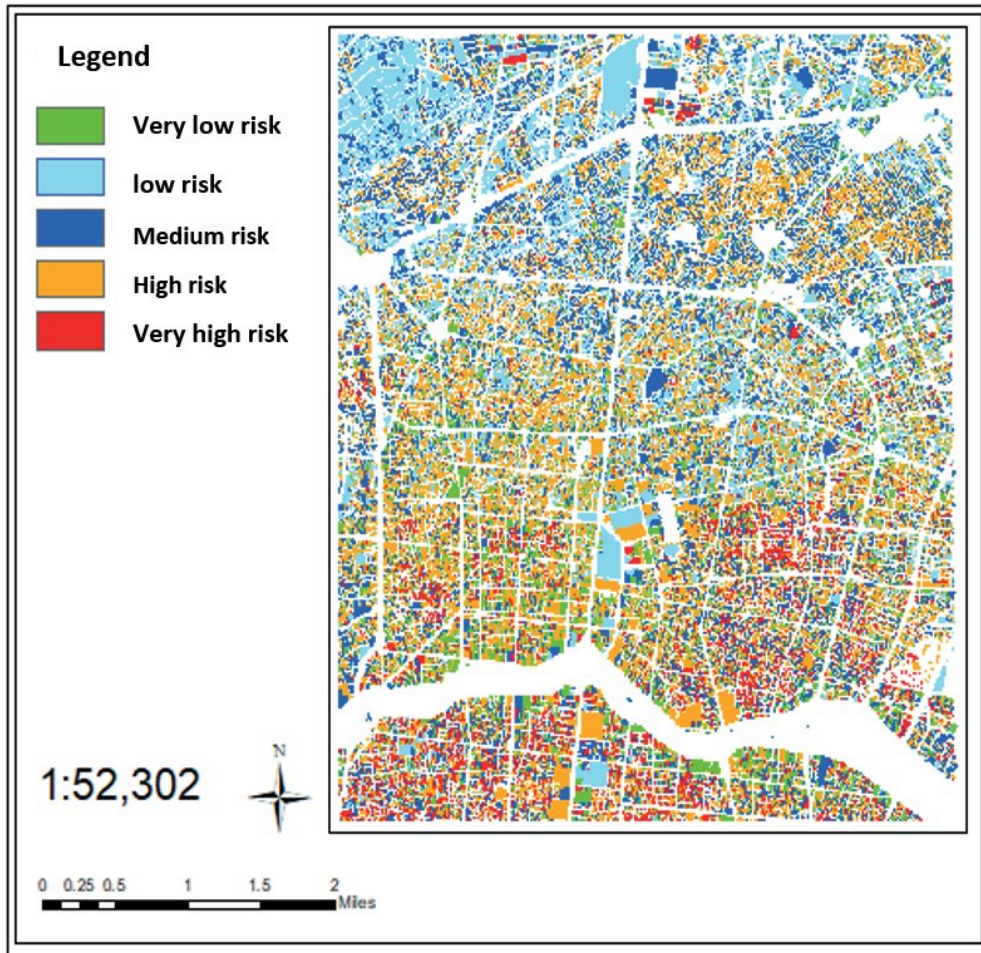 Legend
Very low risk
low risk
Medium risk
High risk
Very high risk
N
1:52,302
0 0.25 0.5 1 1.5 2
Miles